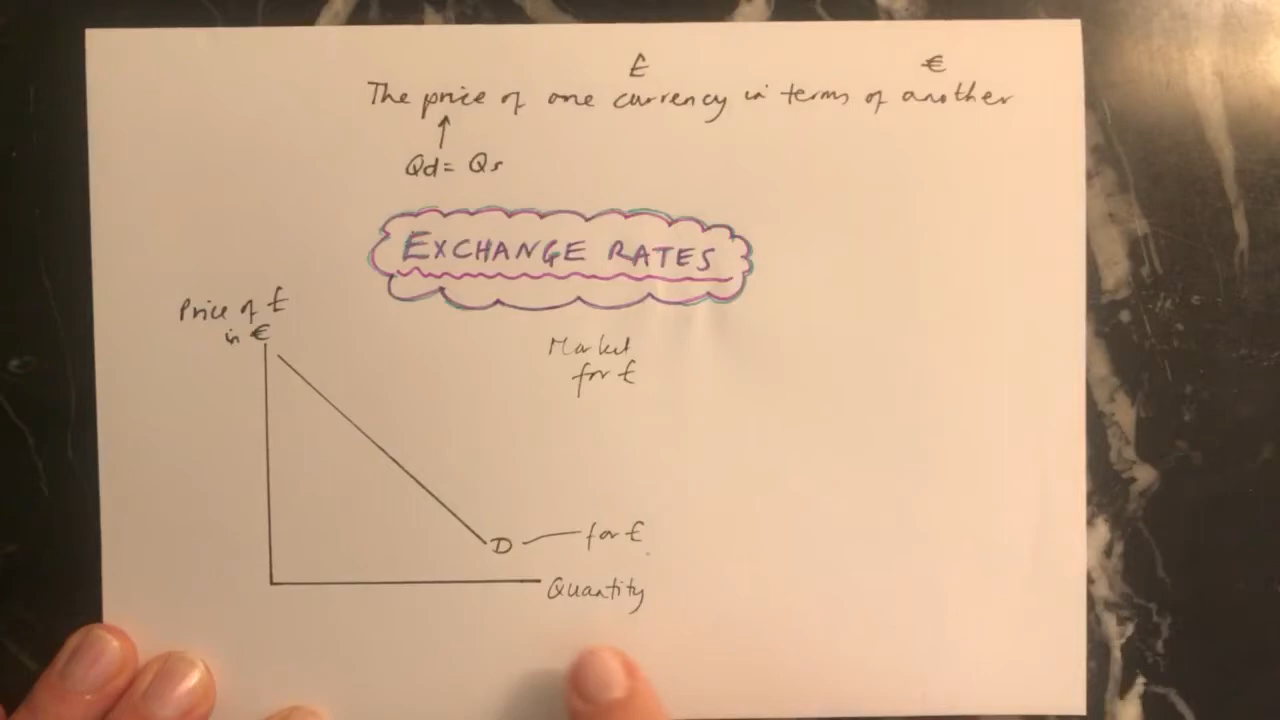 £ €
The price of one currency in terms of another
Qd = Qs
EXCHANGE RATES
Price of £
in €
Market
for £
D for £
Quantity